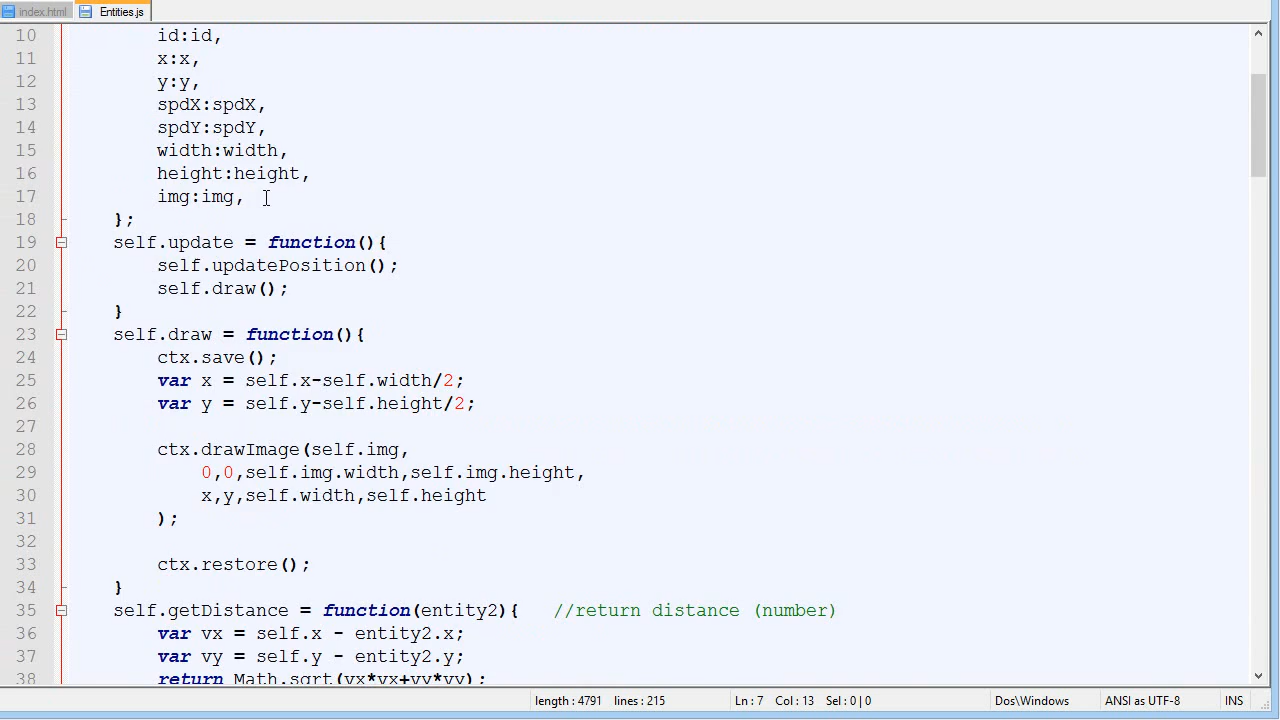 index.html Entities.js
10 id:id,
11 x:x,
12 y:y,
13 spdX:spdX,
14 spdY:spdY,
15 width:width,
16 height:height,
17 img:img,
18 };
19 self.update = function(){
20 self.updatePosition();
21 self.draw();
22 }
23 self.draw = function(){
24 ctx.save();
25 var x = self.x-self.width/2;
26 var y = self.y-self.height/2;
27
28 ctx.drawImage(self.img,
29 0,0,self.img.width,self.img.height,
30 x,y,self.width,self.height
31 );
32
33 ctx.restore();
34 }
35 self.getDistance = function(entity2){ //return distance (number)
36 var vx = self.x - entity2.x;
37 var vy = self.y - entity2.y;
38 return Math.sqrt(vx*vx+vy*vy);
length : 4791 lines : 215 Ln : 7 Col : 13 Sel : 0 | 0 Dos\Windows ANSI as UTF-8 INS